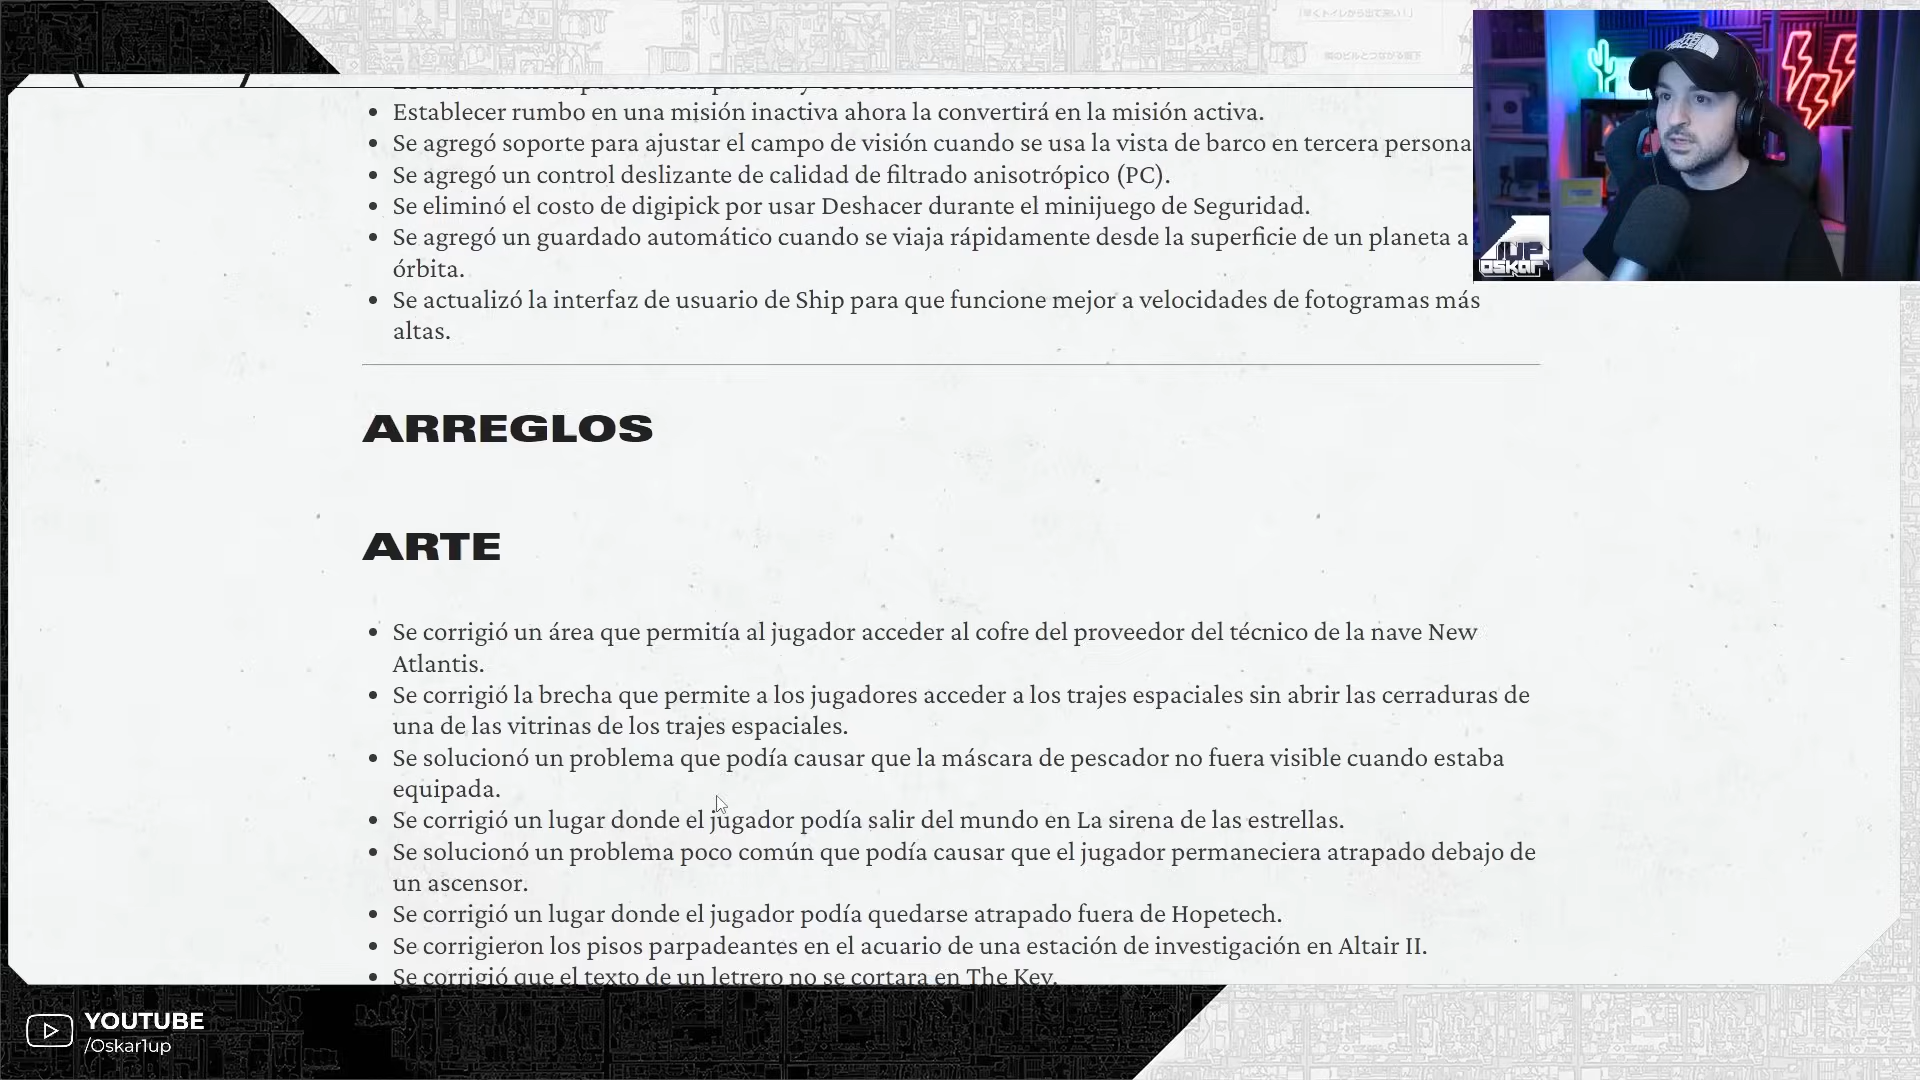 Establecer rumbo en una misión inactiva ahora la convertirá en la misión activa.
Se agregó soporte para ajustar el campo de visión cuando se usa la vista de barco en tercera persona
Se agregó un control deslizante de calidad de filtrado anisotrópico (PC).
Se eliminó el costo de digipick por usar Deshacer durante el minijuego de Seguridad.
Se agregó un guardado automático cuando se viaja rápidamente desde la superficie de un planeta a
órbita.
Se actualizó la interfaz de usuario de Ship para que funcione mejor a velocidades de fotogramas más
altas.
ARREGLOS
ARTE
Se corrigió un área que permitía al jugador acceder al cofre del proveedor del técnico de la nave New
Atlantis.
Se corrigió la brecha que permite a los jugadores acceder a los trajes espaciales sin abrir las cerraduras de
una de las vitrinas de los trajes espaciales.
Se solucionó un problema que podía causar que la máscara de pescador no fuera visible cuando estaba
equipada.
Se corrigió un lugar donde el jugador podía salir del mundo en La sirena de las estrellas.
Se solucionó un problema poco común que podía causar que el jugador permaneciera atrapado debajo de
un ascensor.
Se corrigió un lugar donde el jugador podía quedarse atrapado fuera de Hopetech.
Se corrigieron los pisos parpadeantes en el acuario de una estación de investigación en Altair II.
Se corrigió que el texto de un letrero no se cortara en The Key.
1UP
oskar
YOUTUBE
/Oskar1up